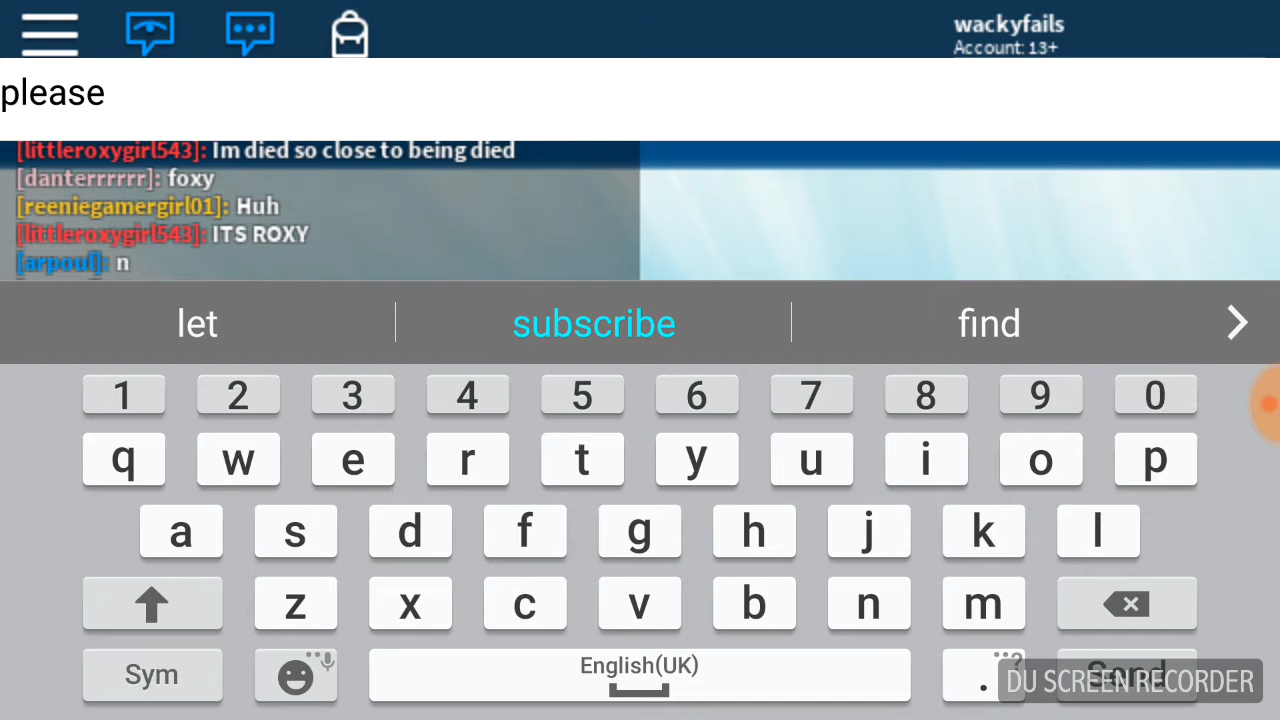 wackyfails
Account: 13+
please
[littleroxygirl543]: Im died so close to being died
[danterrrrrr]: foxy
[reeniegamergirl01]: Huh
[littleroxygirl543]: ITS ROXY
[arpoul]: n
let subscribe find
1 2 3 4 5 6 7 8 9 0
q w e r t y u i o p
a s d f g h j k l
z x c v b n m
Sym English(UK) . ? Send
DU SCREEN RECORDER